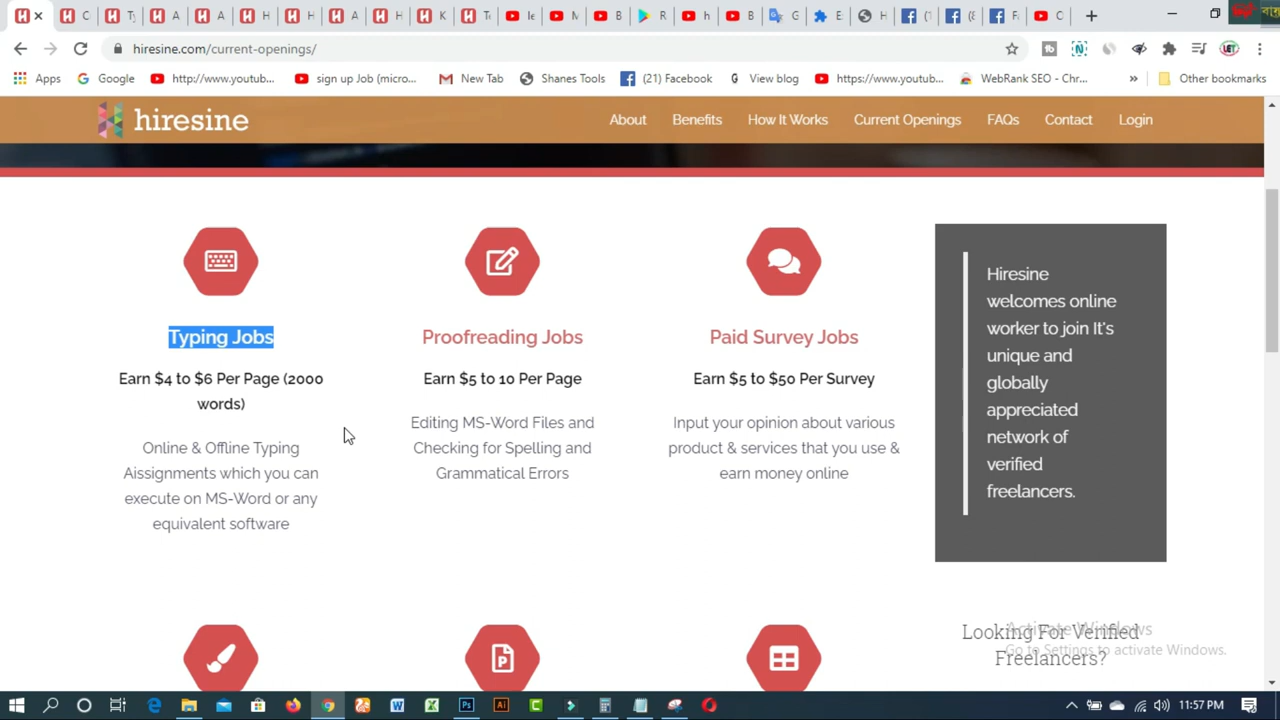 hiresine.com/current-openings/
Apps
Google
http://www.youtub...
sign up Job (micro...
New Tab
Shanes Tools
(21) Facebook
View blog
https://www.youtu...
WebRank SEO - Chr...
»
Other bookmarks
hiresine
About
Benefits
How It Works
Current Openings
FAQs
Contact
Login
Typing Jobs
Earn $4 to $6 Per Page (2000
words)
Online & Offline Typing
Aissignments which you can
execute on MS-Word or any
equivalent software
Proofreading Jobs
Earn $5 to 10 Per Page
Editing MS-Word Files and
Checking for Spelling and
Grammatical Errors
Paid Survey Jobs
Earn $5 to $50 Per Survey
Input your opinion about various
product & services that you use &
earn money online
Hiresine
welcomes online
worker to join It's
unique and
globally
appreciated
network of
verified
freelancers.
Looking For Verified
Freelancers?
Activate Windows
Go to Settings to activate Windows.
11:57 PM